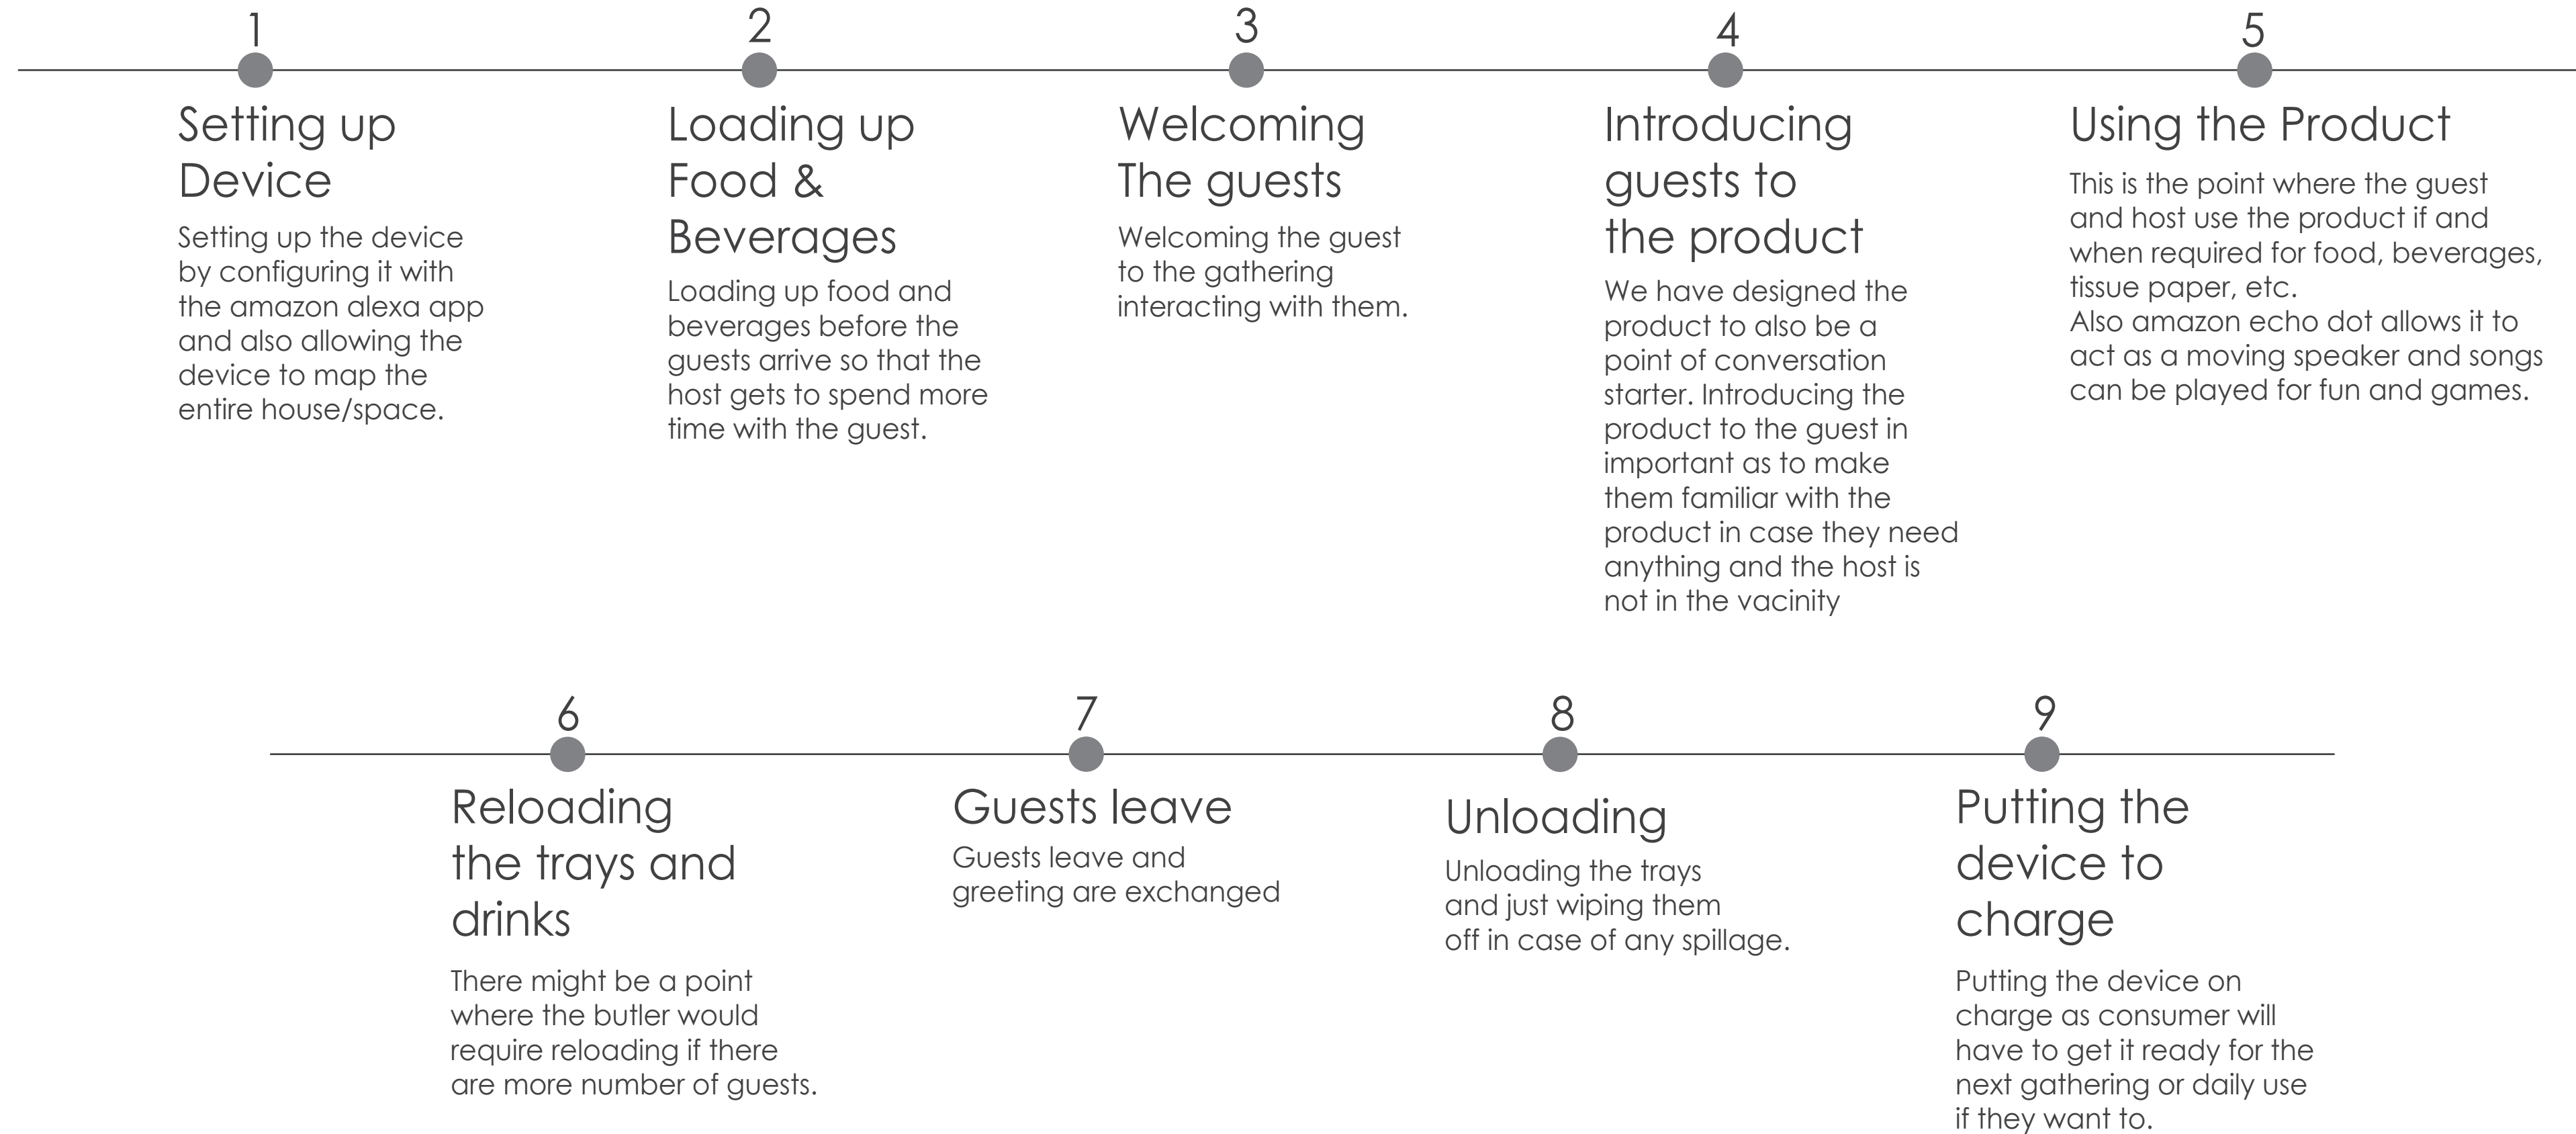 1
Setting up
Device
Setting up the device
by configuring it with
the amazon alexa app
and also allowing the
device to map the
entire house/space.
2
Loading up
Food &
Beverages
Loading up food and
beverages before the
guests arrive so that the
host gets to spend more
time with the guest.
3
Welcoming
The guests
Welcoming the guest
to the gathering
interacting with them.
4
Introducing
guests to
the product
We have designed the
product to also be a
point of conversation
starter. Introducing the
product to the guest in
important as to make
them familiar with the
product in case they need
anything and the host is
not in the vacinity
5
Using the Product
This is the point where the guest
and host use the product if and
when required for food, beverages,
tissue paper, etc.
Also amazon echo dot allows it to
act as a moving speaker and songs
can be played for fun and games.
6
Reloading
the trays and
drinks
There might be a point
where the butler would
require reloading if there
are more number of guests.
7
Guests leave
Guests leave and
greeting are exchanged
8
Unloading
Unloading the trays
and just wiping them
off in case of any spillage.
9
Putting the
device to
charge
Putting the device on
charge as consumer will
have to get it ready for the
next gathering or daily use
if they want to.